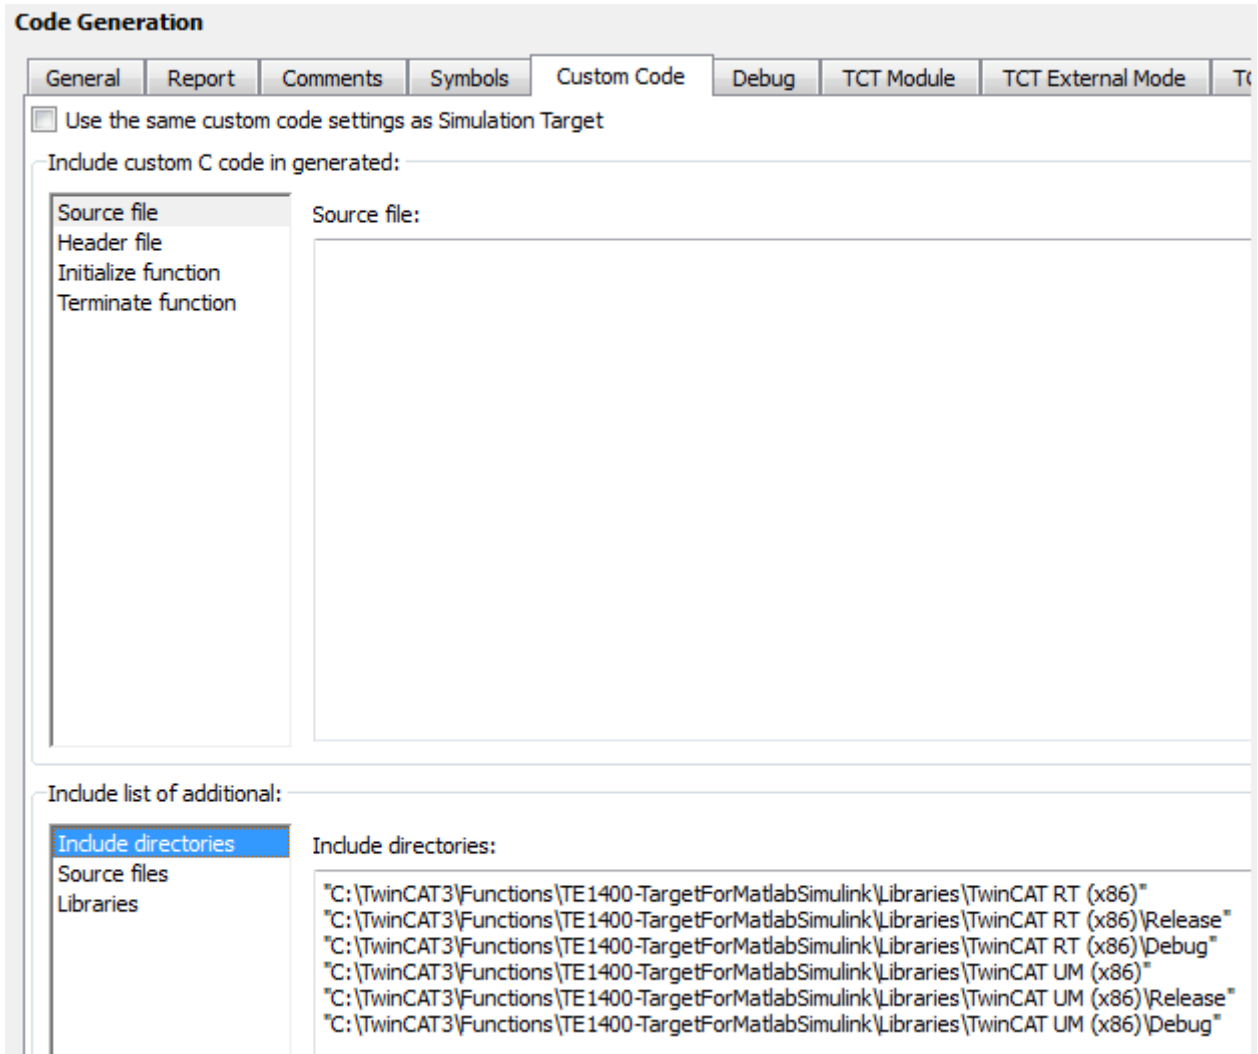 Code Generation
General Report Comments Symbols Custom Code Debug TCT Module TCT External Mode
Use the same custom code settings as Simulation Target
Include custom C code in generated:
Source file
Header file
Initialize function
Terminate function
Source file:
Include list of additional:
Include directories
Source files
Libraries
Include directories:
"C:\TwinCAT3\Functions\TE1400-TargetForMatlabSimulink\Libraries\TwinCAT RT (x86)"
"C:\TwinCAT3\Functions\TE1400-TargetForMatlabSimulink\Libraries\TwinCAT RT (x86)\Release"
"C:\TwinCAT3\Functions\TE1400-TargetForMatlabSimulink\Libraries\TwinCAT RT (x86)\Debug"
"C:\TwinCAT3\Functions\TE1400-TargetForMatlabSimulink\Libraries\TwinCAT UM (x86)"
"C:\TwinCAT3\Functions\TE1400-TargetForMatlabSimulink\Libraries\TwinCAT UM (x86)\Release"
"C:\TwinCAT3\Functions\TE1400-TargetForMatlabSimulink\Libraries\TwinCAT UM (x86)\Debug"